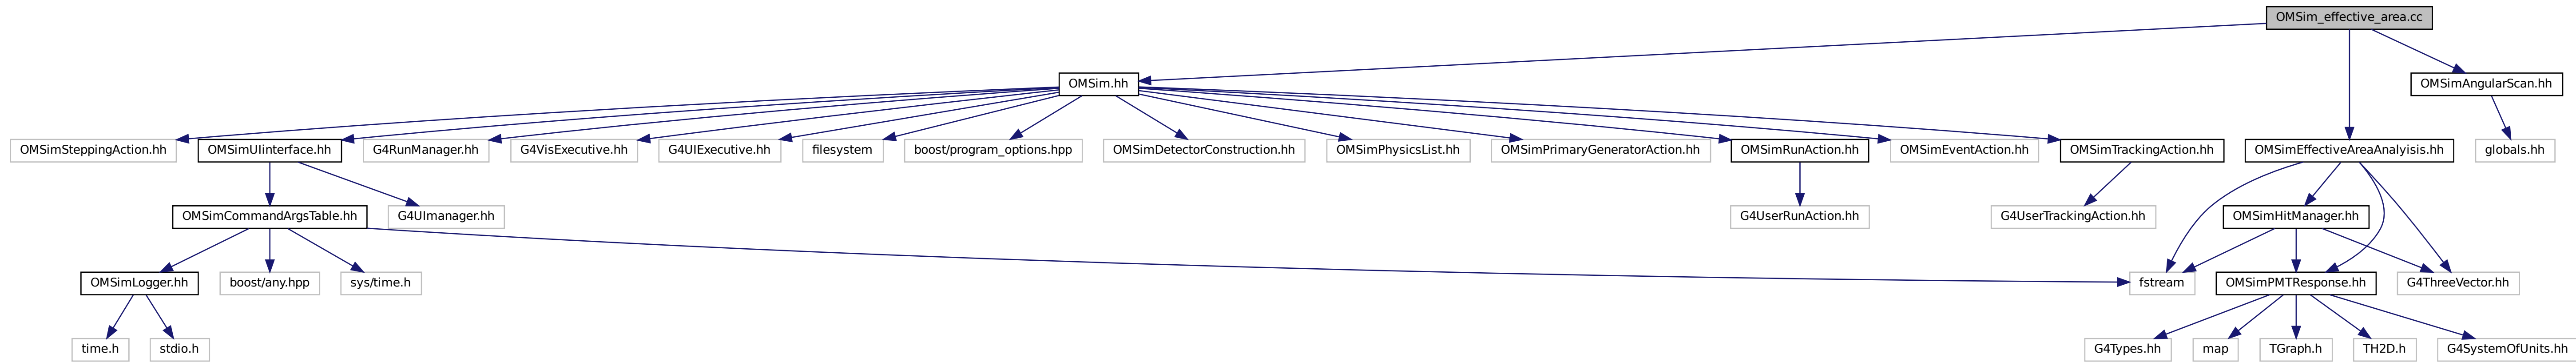 OMSim_effective_area.cc
OMSim.hh
OMSimAngularScan.hh
OMSimSteppingAction.hh
OMSimUIinterface.hh
G4RunManager.hh
G4VisExecutive.hh
G4UIExecutive.hh
filesystem
boost/program_options.hpp
OMSimDetectorConstruction.hh
OMSimPhysicsList.hh
OMSimPrimaryGeneratorAction.hh
OMSimRunAction.hh
OMSimEventAction.hh
OMSimTrackingAction.hh
OMSimEffectiveAreaAnalyisis.hh
globals.hh
OMSimCommandArgsTable.hh
G4UImanager.hh
G4UserRunAction.hh
G4UserTrackingAction.hh
OMSimHitManager.hh
OMSimLogger.hh
boost/any.hpp
sys/time.h
fstream
OMSimPMTResponse.hh
G4ThreeVector.hh
time.h
stdio.h
G4Types.hh
map
TGraph.h
TH2D.h
G4SystemOfUnits.hh